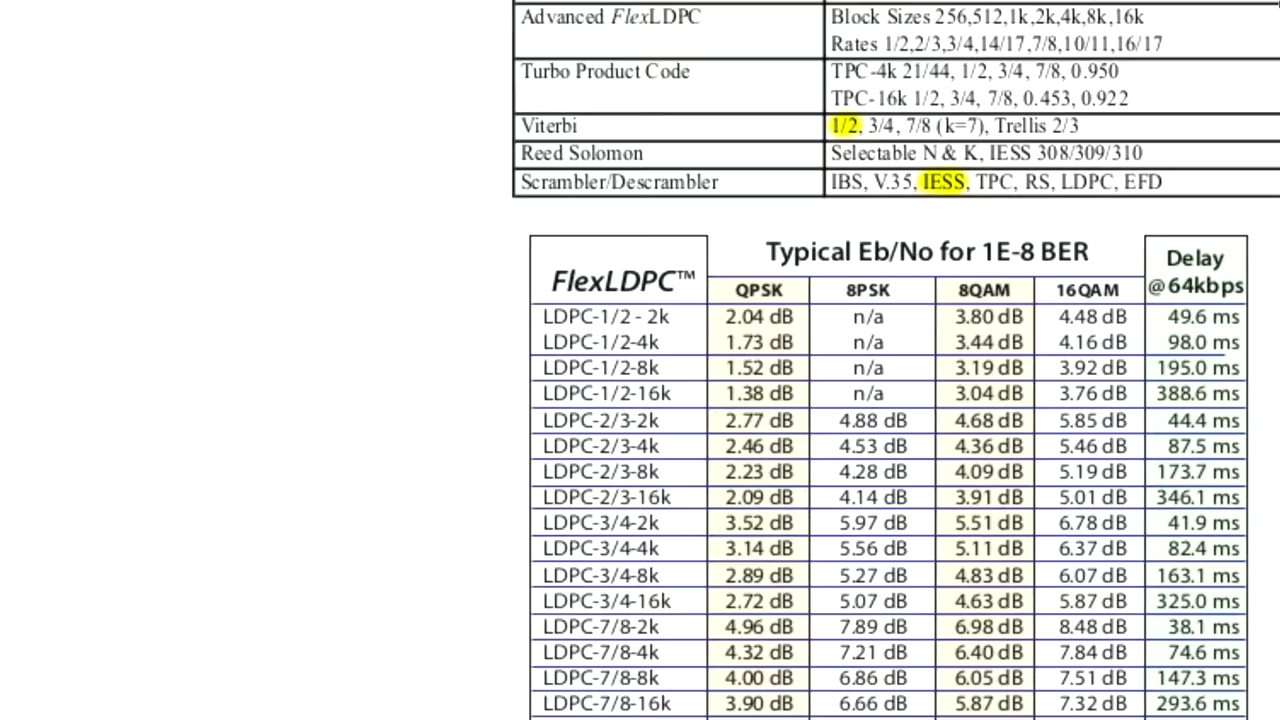 Advanced FlexLDPC Block Sizes 256,512,1k,2k,4k,8k,16k
Rates 1/2,2/3,3/4,14/17,7/8,10/11,16/17
Turbo Product Code TPC-4k 21/44, 1/2, 3/4, 7/8, 0.950
TPC-16k 1/2, 3/4, 7/8, 0.453, 0.922
Viterbi 1/2, 3/4, 7/8 (k=7), Trellis 2/3
Reed Solomon Selectable N & K, IESS 308/309/310
Scrambler/Descrambler IBS, V.35, IESS, TPC, RS, LDPC, EFD
Typical Eb/No for 1E-8 BER Delay
FlexLDPC™ QPSK 8PSK 8QAM 16QAM @64kbps
LDPC-1/2 - 2k 2.04 dB n/a 3.80 dB 4.48 dB 49.6 ms
LDPC-1/2-4k 1.73 dB n/a 3.44 dB 4.16 dB 98.0 ms
LDPC-1/2-8k 1.52 dB n/a 3.19 dB 3.92 dB 195.0 ms
LDPC-1/2-16k 1.38 dB n/a 3.04 dB 3.76 dB 388.6 ms
LDPC-2/3-2k 2.77 dB 4.88 dB 4.68 dB 5.85 dB 44.4 ms
LDPC-2/3-4k 2.46 dB 4.53 dB 4.36 dB 5.46 dB 87.5 ms
LDPC-2/3-8k 2.23 dB 4.28 dB 4.09 dB 5.19 dB 173.7 ms
LDPC-2/3-16k 2.09 dB 4.14 dB 3.91 dB 5.01 dB 346.1 ms
LDPC-3/4-2k 3.52 dB 5.97 dB 5.51 dB 6.78 dB 41.9 ms
LDPC-3/4-4k 3.14 dB 5.56 dB 5.11 dB 6.37 dB 82.4 ms
LDPC-3/4-8k 2.89 dB 5.27 dB 4.83 dB 6.07 dB 163.1 ms
LDPC-3/4-16k 2.72 dB 5.07 dB 4.63 dB 5.87 dB 325.0 ms
LDPC-7/8-2k 4.96 dB 7.89 dB 6.98 dB 8.48 dB 38.1 ms
LDPC-7/8-4k 4.32 dB 7.21 dB 6.40 dB 7.84 dB 74.6 ms
LDPC-7/8-8k 4.00 dB 6.86 dB 6.05 dB 7.51 dB 147.3 ms
LDPC-7/8-16k 3.90 dB 6.66 dB 5.87 dB 7.32 dB 293.6 ms